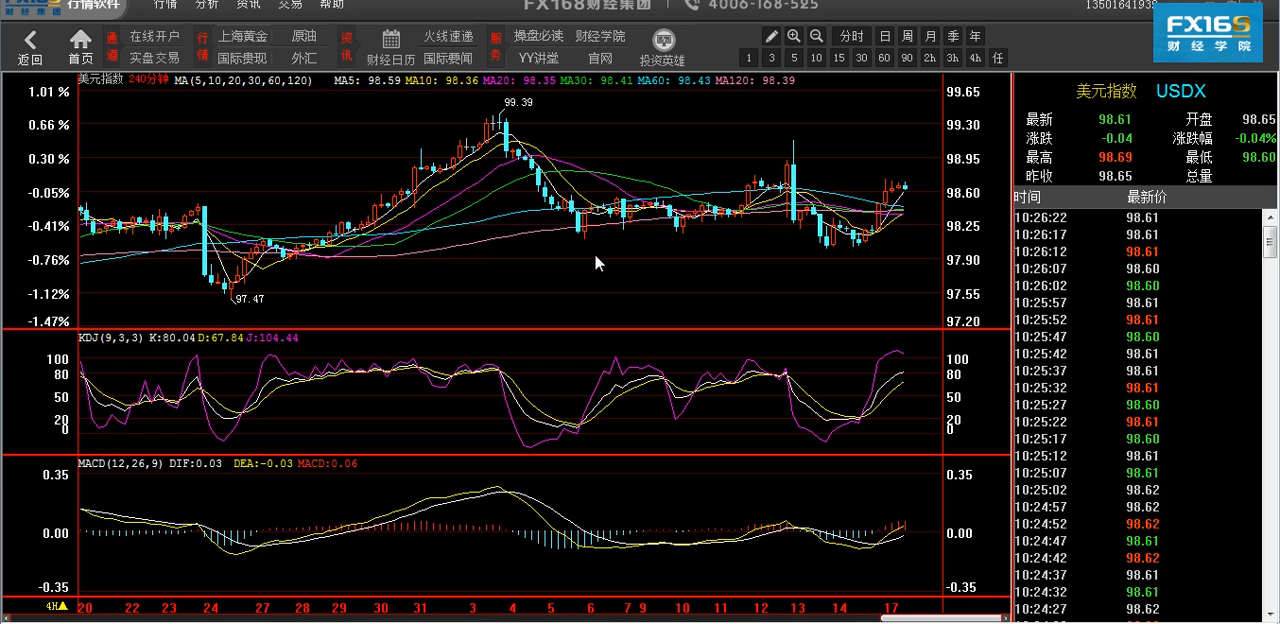 行情软件 行情 分析 资讯 交易 帮助 FX168财经集团 4006-168-525
财经集团
通道 在线开户 行情 上海黄金 原油 资讯 火线速递 服务 操盘必读 财经学院 分时 日 周 月 季 年
返回 首页 实盘交易 国际贵现 外汇 财经日历 国际要闻 YY讲堂 官网 投资英雄 1 3 5 10 15 30 60 90 2h 3h 4h 任
FX168
财经学院
美元指数 240分钟 MA(5,10,20,30,60,120) MA5: 98.59 MA10: 98.36 MA20: 98.35 MA30: 98.41 MA60: 98.43 MA120: 98.39
1.01 % 99.65
99.39
0.66 % 99.30
0.30 % 98.95
-0.05% 98.60
-0.41% 98.25
-0.76% 97.90
-1.12% 97.55
97.47
-1.47% 97.20
KDJ(9,3,3) K:80.04 D:67.84 J:104.44
100 100
80 80
50 50
20 20
0 0
MACD(12,26,9) DIF:0.03 DEA:-0.03 MACD:0.06
0.35 0.35
0.00 0.00
-0.35 -0.35
4H 20 22 23 24 27 28 29 30 31 3 4 5 6 7 9 10 11 12 13 14 17
美元指数 USDX
最新 98.61 开盘 98.65
涨跌 -0.04 涨跌幅 -0.04%
最高 98.69 最低 98.60
昨收 98.65 总量
时间 最新价
10:26:22 98.61
10:26:17 98.61
10:26:12 98.61
10:26:07 98.60
10:26:02 98.60
10:25:57 98.61
10:25:52 98.61
10:25:47 98.60
10:25:42 98.61
10:25:37 98.61
10:25:32 98.61
10:25:27 98.60
10:25:22 98.61
10:25:17 98.60
10:25:12 98.61
10:25:07 98.61
10:25:02 98.62
10:24:57 98.62
10:24:52 98.62
10:24:47 98.61
10:24:42 98.62
10:24:37 98.61
10:24:32 98.61
10:24:27 98.62